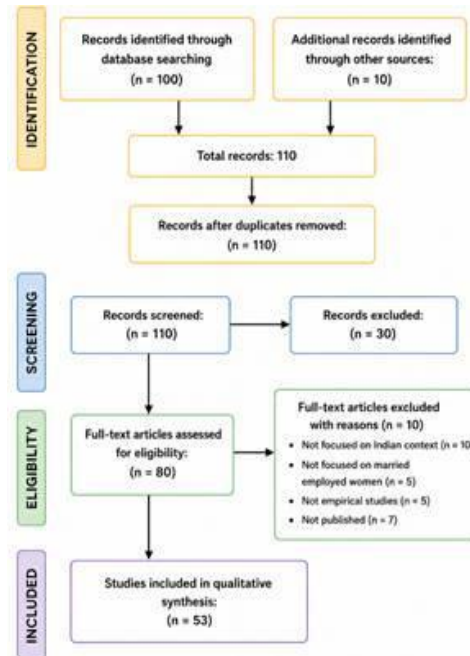 IDENTIFICATION
Records identified
through database
searching
(n = 100)
Additional records identified
through other
sources:
(n = 10)
Total records: 110
Records after duplicates
removed:
(n = 110)
SCREENING
Records screened:
(n = 110)
Records excluded:
(n = 30)
ELIGIBILITY
Full-text articles assessed
for eligibility:
(n = 80)
Full-text articles excluded
with reasons (n = 10)
• Not focused on Indian context (n = 10
• Not focused on married
employed women (n = 5)
• Not empirical studies (n = 5)
• Not published (n = 7)
INCLUDED
Studies included in qualitative
synthesis:
(n = 53)